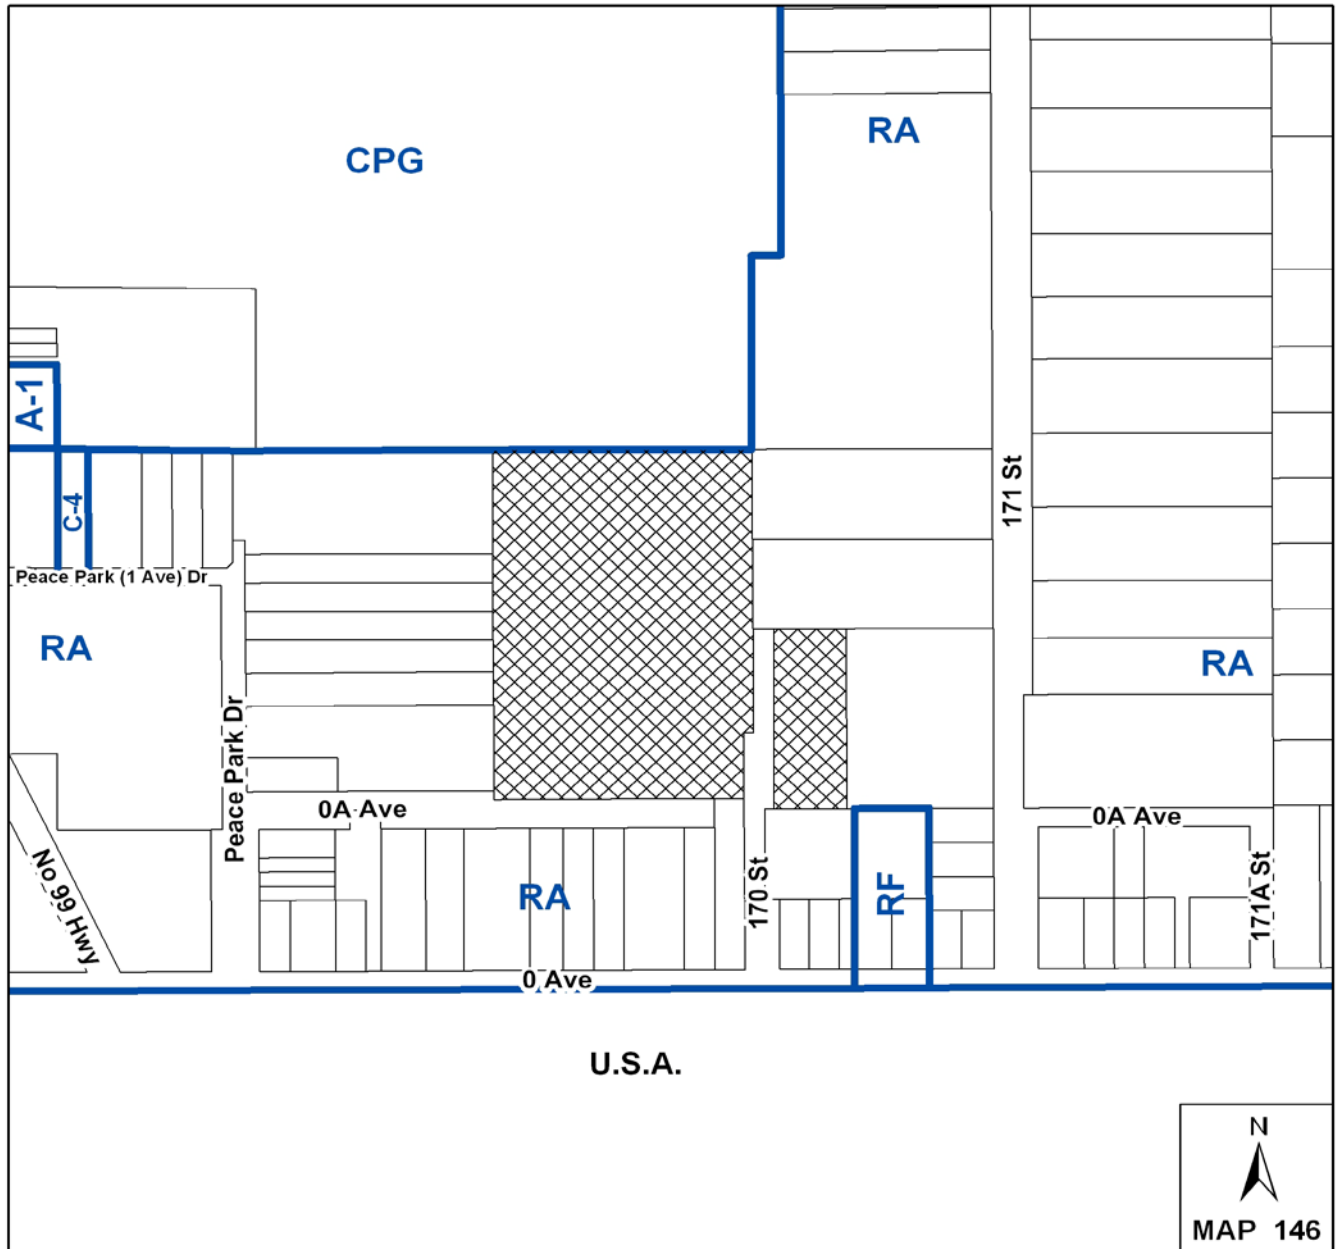 RA
CPG
A-1
171 St
C-4
Peace Park (1 Ave) Dr
RA
RA
Peace Park Dr
0A Ave
0A Ave
No 99 Hwy
RA
170 St
RF
171A St
0 Ave
U.S.A.
N
MAP 146